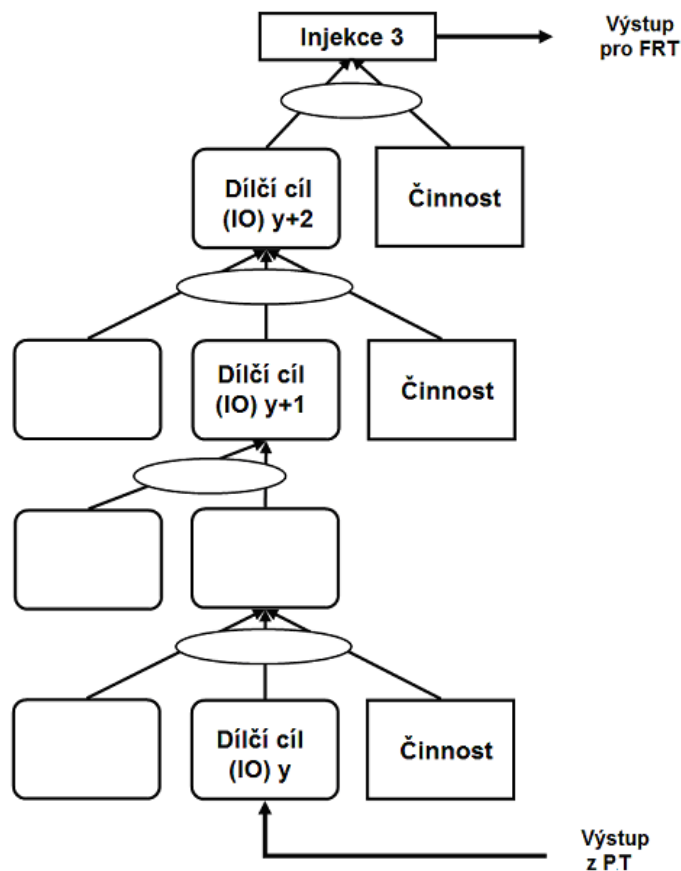 Injekce 3
Výstup
pro FRT
Dílčí cíl
(IO) y+2
Činnost
Dílčí cíl
(IO) y+1
Činnost
Dílčí cíl
(IO) y
Činnost
Výstup
z P.T